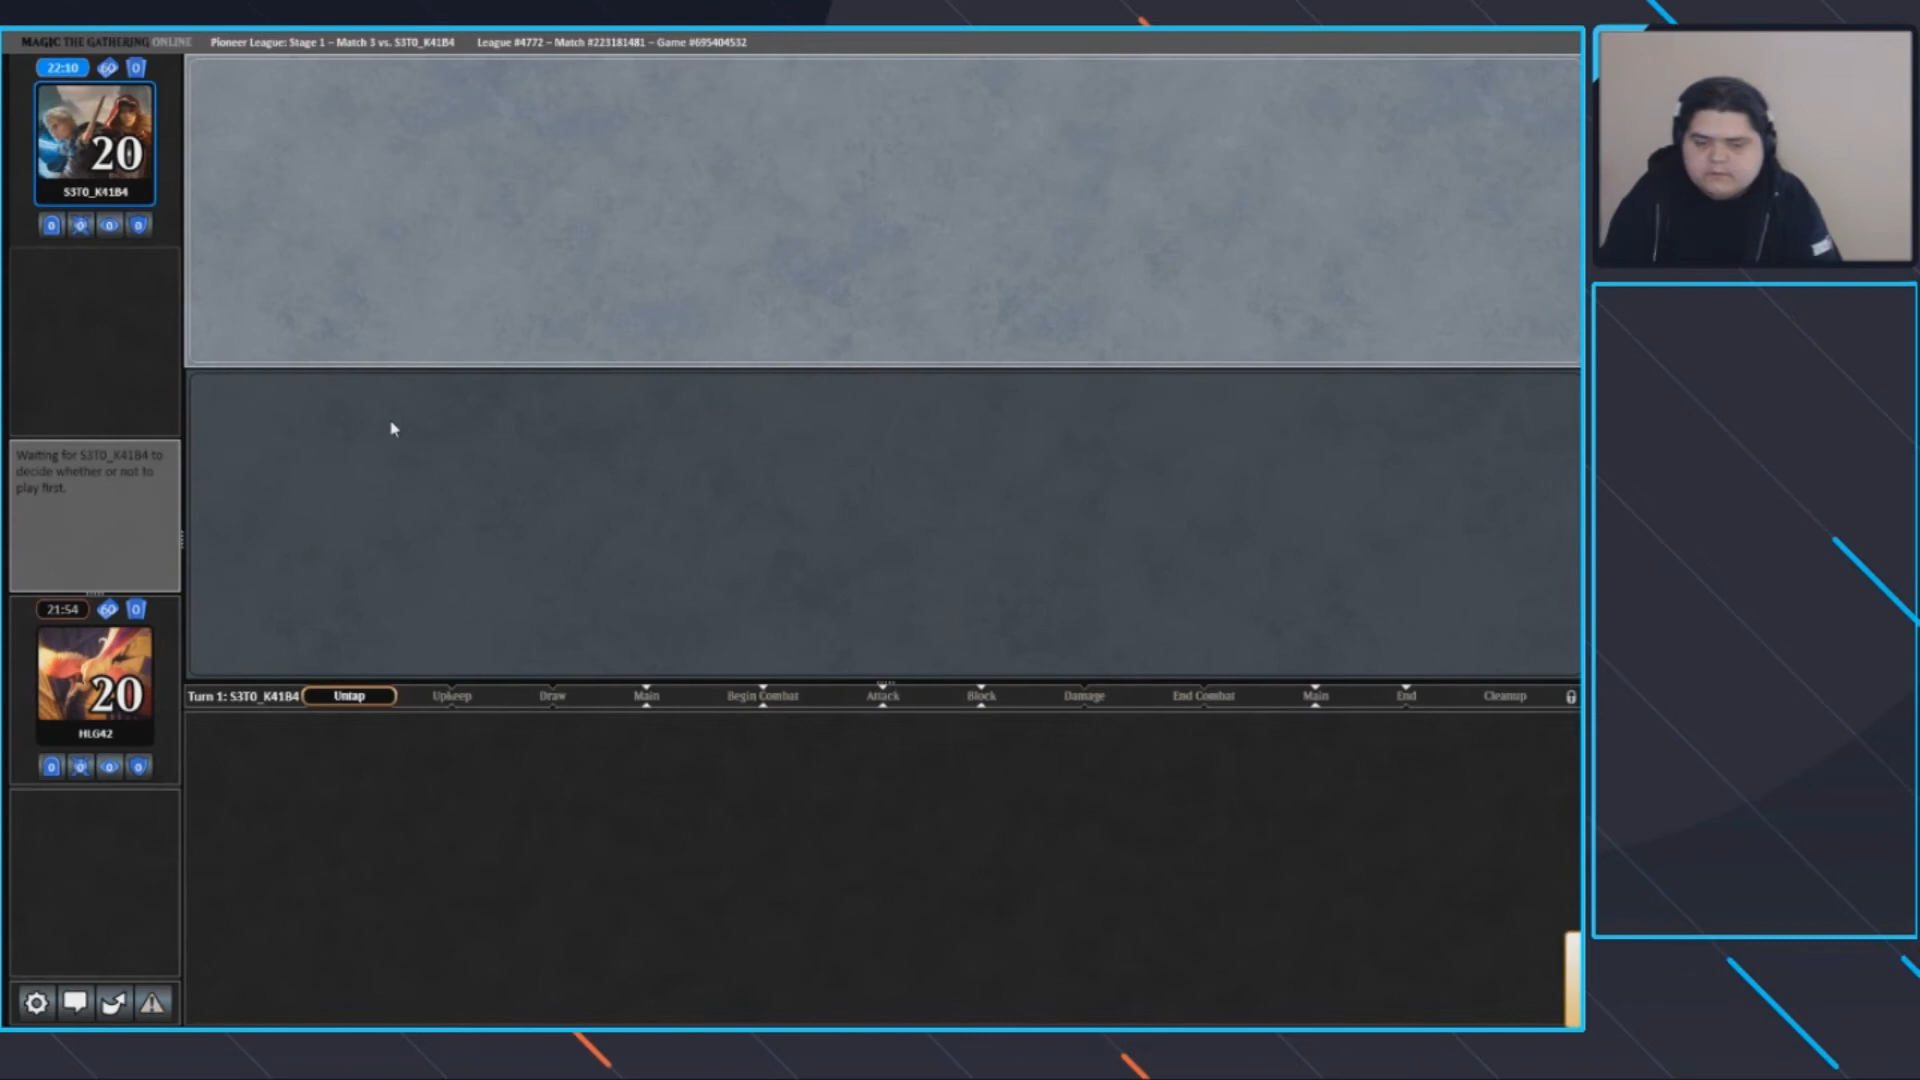 MAGIC THE GATHERING ONLINE Pioneer League: Stage 1 – Match 3 vs. S3T0_K41B4 League #4772 – Match #223181481 – Game #695404532
22:10 60 0
20
S3T0_K41B4
0 0 0 0
Waiting for S3T0_K41B4 to
decide whether or not to
play first.
21:54 60 0
20
HLG42
Turn 1: S3T0_K41B4 Untap Upkeep Draw Main Begin Combat Attack Block Damage End Combat Main End Cleanup
0 0 0 0